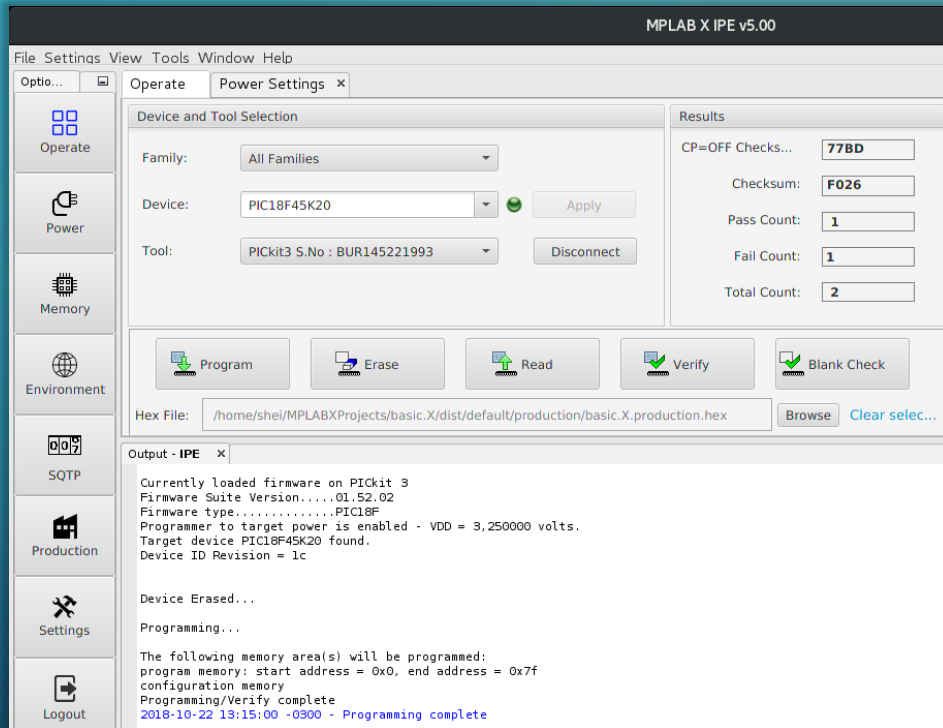 MPLAB X IPE v5.00
File Settings View Tools Window Help
Optio...
Operate
Power Settings ×
Operate
Power
Memory
Environment
SQTP
Production
Settings
Logout
Device and Tool Selection
Family: All Families
Device: PIC18F45K20 Apply
Tool: PICkit3 S.No : BUR145221993 Disconnect
Results
CP=OFF Checks... 77BD
Checksum: F026
Pass Count: 1
Fail Count: 1
Total Count: 2
Program Erase Read Verify Blank Check
Hex File: /home/shei/MPLABXProjects/basic.X/dist/default/production/basic.X.production.hex Browse Clear selec...
Output - IPE ×
Currently loaded firmware on PICkit 3
Firmware Suite Version.....01.52.02
Firmware type..............PIC18F
Programmer to target power is enabled - VDD = 3,250000 volts.
Target device PIC18F45K20 found.
Device ID Revision = 1c
Device Erased...
Programming...
The following memory area(s) will be programmed:
program memory: start address = 0x0, end address = 0x7f
configuration memory
Programming/Verify complete
2018-10-22 13:15:00 -0300 - Programming complete